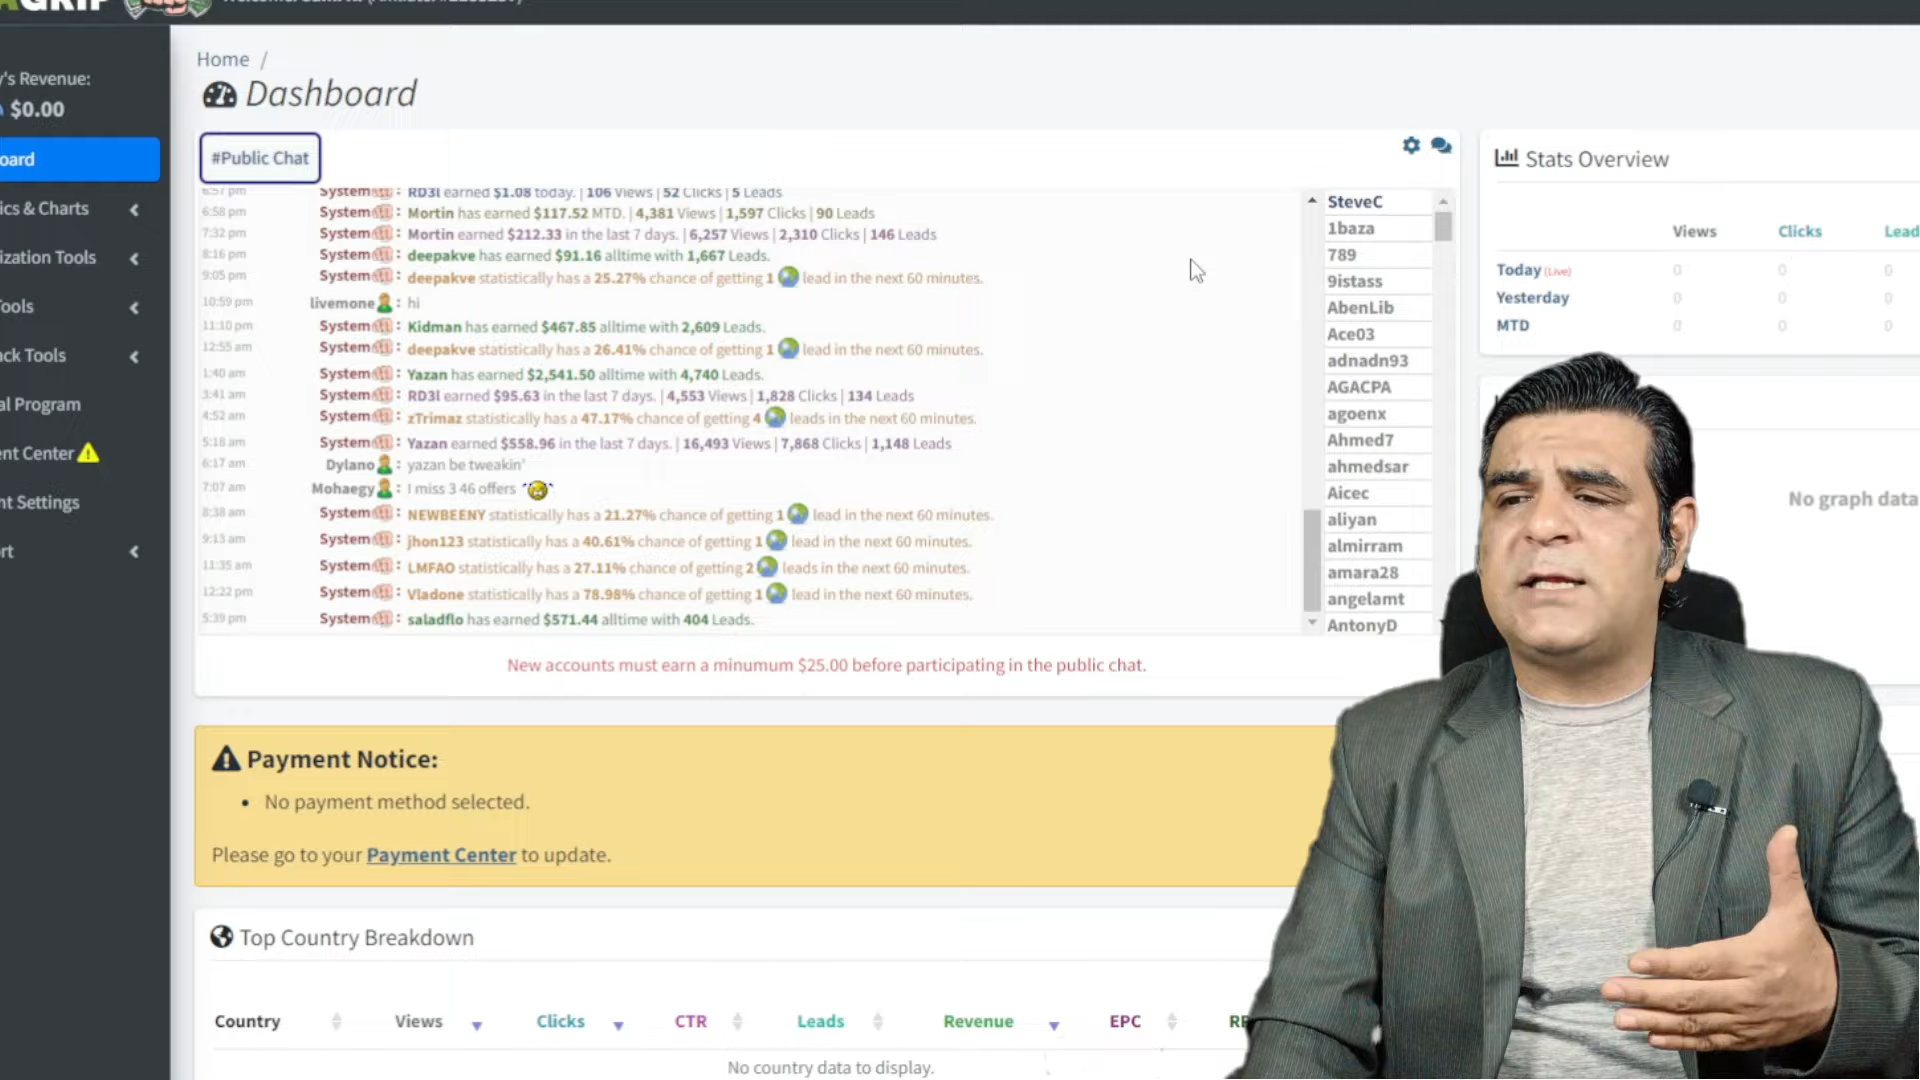 Home /
Dashboard
y's Revenue:
$0.00
oard
ics & Charts
ization Tools
ools
ack Tools
al Program
ent Center
nt Settings
rt
#Public Chat
6:57 pm System : RD3l earned $1.08 today. | 106 Views | 52 Clicks | 5 Leads
6:58 pm System : Mortin has earned $117.52 MTD. | 4,381 Views | 1,597 Clicks | 90 Leads
7:32 pm System : Mortin earned $212.33 in the last 7 days. | 6,257 Views | 2,310 Clicks | 146 Leads
8:16 pm System : deepakve has earned $91.16 alltime with 1,667 Leads.
9:05 pm System : deepakve statistically has a 25.27% chance of getting 1 lead in the next 60 minutes.
10:59 pm livemone : hi
11:10 pm System : Kidman has earned $467.85 alltime with 2,609 Leads.
12:55 am System : deepakve statistically has a 26.41% chance of getting 1 lead in the next 60 minutes.
1:40 am System : Yazan has earned $2,541.50 alltime with 4,740 Leads.
3:41 am System : RD3l earned $95.63 in the last 7 days. | 4,553 Views | 1,828 Clicks | 134 Leads
4:52 am System : zTrimaz statistically has a 47.17% chance of getting 4 leads in the next 60 minutes.
5:18 am System : Yazan earned $558.96 in the last 7 days. | 16,493 Views | 7,868 Clicks | 1,148 Leads
6:17 am Dylano : yazan be tweakin'
7:07 am Mohaegy : I miss 3 46 offers
8:38 am System : NEWBEENY statistically has a 21.27% chance of getting 1 lead in the next 60 minutes.
9:13 am System : jhon123 statistically has a 40.61% chance of getting 1 lead in the next 60 minutes.
11:35 am System : LMFAO statistically has a 27.11% chance of getting 2 leads in the next 60 minutes.
12:22 pm System : Vladone statistically has a 78.98% chance of getting 1 lead in the next 60 minutes.
5:39 pm System : saladflo has earned $571.44 alltime with 404 Leads.
SteveC
1baza
789
9istass
AbenLib
Ace03
adnadn93
AGACPA
agoenx
Ahmed7
ahmedsar
Aicec
aliyan
almirram
amara28
angelamt
AntonyD
New accounts must earn a minumum $25.00 before participating in the public chat.
Stats Overview
Views Clicks Lead
Today (Live) 0 0 0
Yesterday 0 0 0
MTD 0 0 0
No graph data
Payment Notice:
• No payment method selected.
Please go to your Payment Center to update.
Top Country Breakdown
Country Views Clicks CTR Leads Revenue EPC
No country data to display.